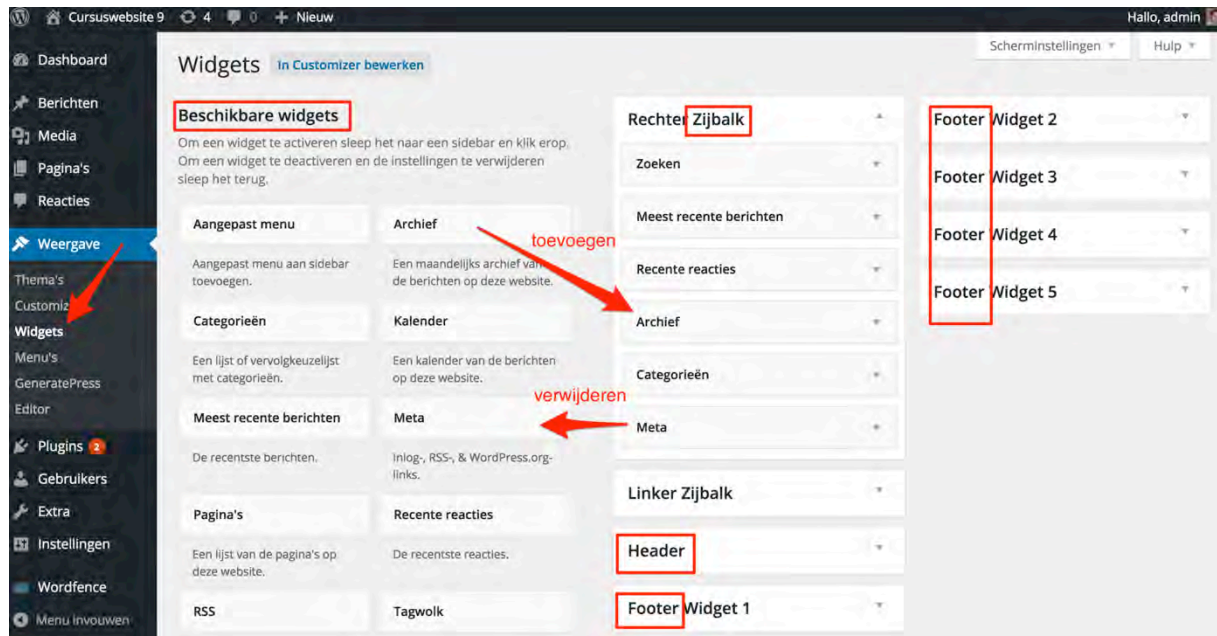 Cursuswebsite 9 4 0 + Nieuw
Hallo, admin
Scherminstellingen
Hulp
Dashboard
Berichten
Media
Pagina's
Reacties
Weergave
Thema's
Customiz
Widgets
Menu's
GeneratePress
Editor
Plugins 2
Gebruikers
Extra
Instellingen
Wordfence
Menu invouwen
Widgets In Customizer bewerken
Beschikbare widgets
Om een widget te activeren sleep het naar een sidebar en klik erop.
Om een widget te deactiveren en de instellingen te verwijderen
sleep het terug.
Aangepast menu
Aangepast menu aan sidebar
toevoegen.
Archief
Een maandelijks archief van
de berichten op deze website.
Categorieën
Een lijst of vervolgkeuzelijst
met categorieën.
Kalender
Een kalender van de berichten
op deze website.
Meest recente berichten
De recentste berichten.
Meta
Inlog-, RSS-, & WordPress.org-
links.
Pagina's
Een lijst van de pagina's op
deze website.
Recente reacties
De recentste reacties.
RSS
Tagwolk
toevoegen
verwijderen
Rechter Zijbalk
Zoeken
Meest recente berichten
Recente reacties
Archief
Categorieën
Meta
Linker Zijbalk
Header
Footer Widget 1
Footer Widget 2
Footer Widget 3
Footer Widget 4
Footer Widget 5